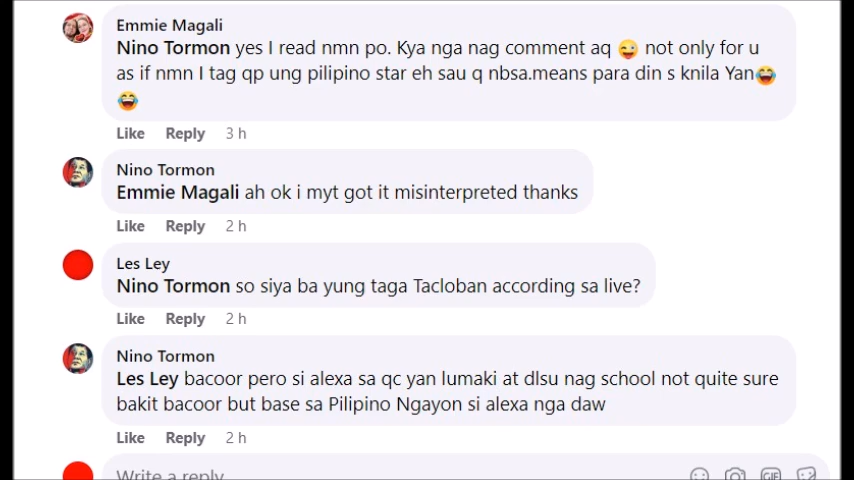 Emmie Magali
Nino Tormon yes I read nmn po. Kya nga nag comment aq 😜 not only for u
as if nmn I tag qp ung pilipino star eh sau q nbsa.means para din s knila Yan😂
😂
Like Reply 3 h
Nino Tormon
Emmie Magali ah ok i myt got it misinterpreted thanks
Like Reply 2 h
Les Ley
Nino Tormon so siya ba yung taga Tacloban according sa live?
Like Reply 2 h
Nino Tormon
Les Ley bacoor pero si alexa sa qc yan lumaki at dlsu nag school not quite sure
bakit bacoor but base sa Pilipino Ngayon si alexa nga daw
Like Reply 2 h
Write a reply
GIF